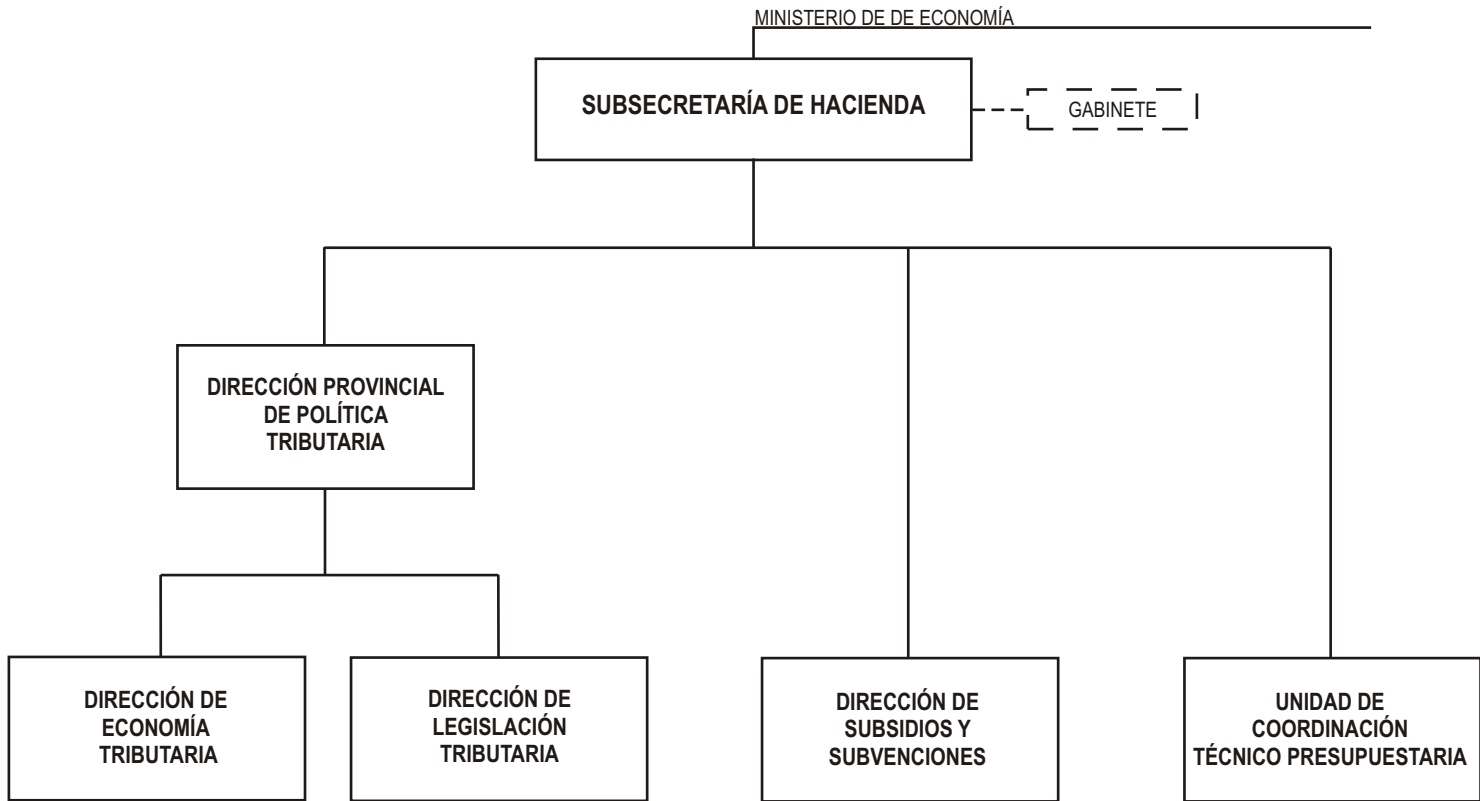 MINISTERIO DE DE ECONOMÍA
SUBSECRETARÍA DE HACIENDA
GABINETE
DIRECCIÓN PROVINCIAL
DE POLÍTICA
TRIBUTARIA
DIRECCIÓN DE
ECONOMÍA
TRIBUTARIA
DIRECCIÓN DE
LEGISLACIÓN
TRIBUTARIA
DIRECCIÓN DE
SUBSIDIOS Y
SUBVENCIONES
UNIDAD DE
COORDINACIÓN
TÉCNICO PRESUPUESTARIA